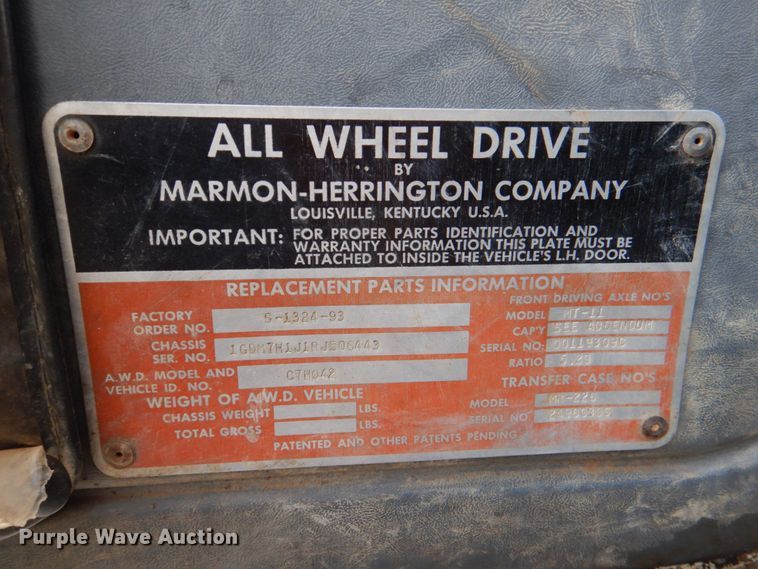 ALL WHEEL DRIVE
BY
MARMON-HERRINGTON COMPANY
LOUISVILLE, KENTUCKY U.S.A.
IMPORTANT: FOR PROPER PARTS IDENTIFICATION AND
WARRANTY INFORMATION THIS PLATE MUST BE
ATTACHED TO INSIDE THE VEHICLE'S L.H. DOOR.
REPLACEMENT PARTS INFORMATION
FACTORY
ORDER NO. S-1324-93
CHASSIS
SER. NO. 1GDM7H1J1RJ506443
A.W.D. MODEL AND
VEHICLE ID. NO. C7H042
WEIGHT OF A.W.D. VEHICLE
CHASSIS WEIGHT LBS.
TOTAL GROSS LBS.
FRONT DRIVING AXLE NO'S
MODEL MT-11
CAP'Y SEE ADDENDUM
SERIAL NO:
RATIO 5.29
TRANSFER CASE NO'S
MODEL
SERIAL NO
PATENTED AND OTHER PATENTS PENDING
Purple Wave Auction